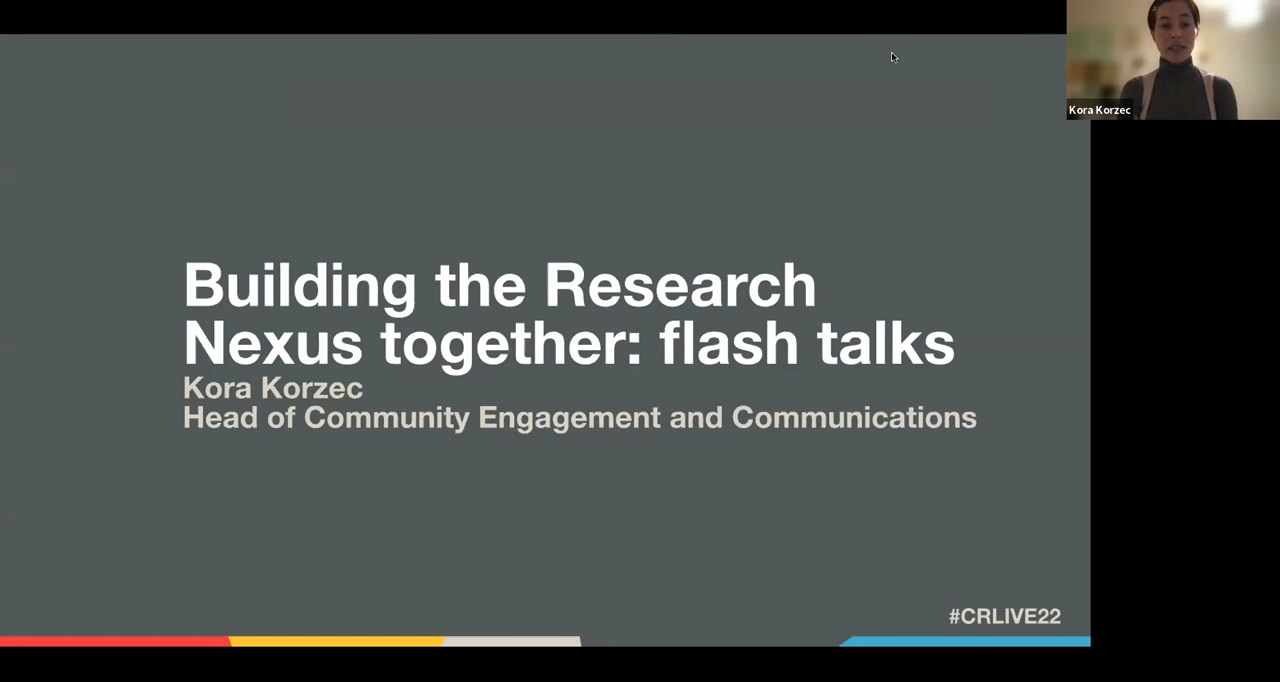 Kora Korzec
Building the Research
Nexus together: flash talks
Kora Korzec
Head of Community Engagement and Communications
#CRLIVE22